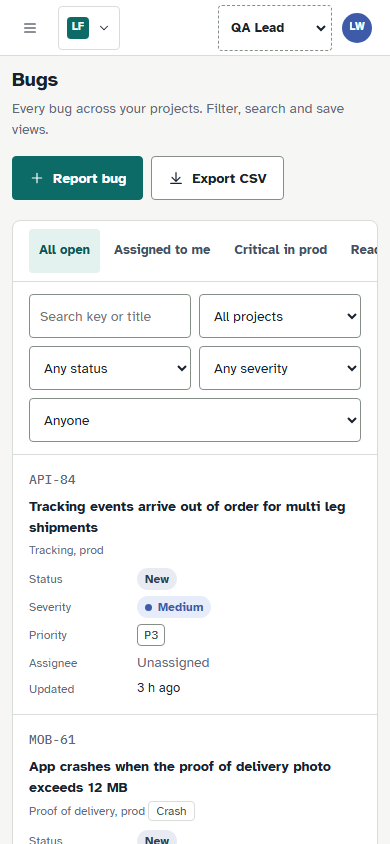 LF
QA Lead
LW
Bugs
Every bug across your projects. Filter, search and save
views.
Report bug
Export CSV
All open
Assigned to me
Critical in prod
Search key or title
All projects
Any status
Any severity
Anyone
API-84
Tracking events arrive out of order for multi leg
shipments
Tracking, prod
Status
New
Severity
Medium
Priority
P3
Assignee
Unassigned
Updated
3 h ago
MOB-61
App crashes when the proof of delivery photo
exceeds 12 MB
Proof of delivery, prod
Crash
Status
New